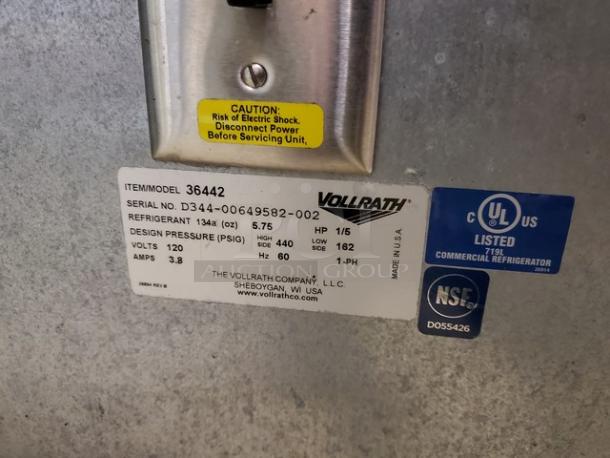 CAUTION:
Risk of Electric Shock.
Disconnect Power
Before Servicing Unit,
ITEM/MODEL 36442
VOLLRATH
SERIAL NO. D344-00649582-002
REFRIGERANT 134a (oz) 5.75 HP 1/5
DESIGN PRESSURE (PSIG) HIGH SIDE 440 LOW SIDE 162
VOLTS 120 Hz 60 1-PH
AMPS 3.8
THE VOLLRATH COMPANY, L.L.C.
SHEBOYGAN, WI USA
www.vollrathco.com
MADE IN U.S.A.
AUCTION GROUP
C UL US
LISTED
719L
COMMERCIAL REFRIGERATOR
NSF
D055426